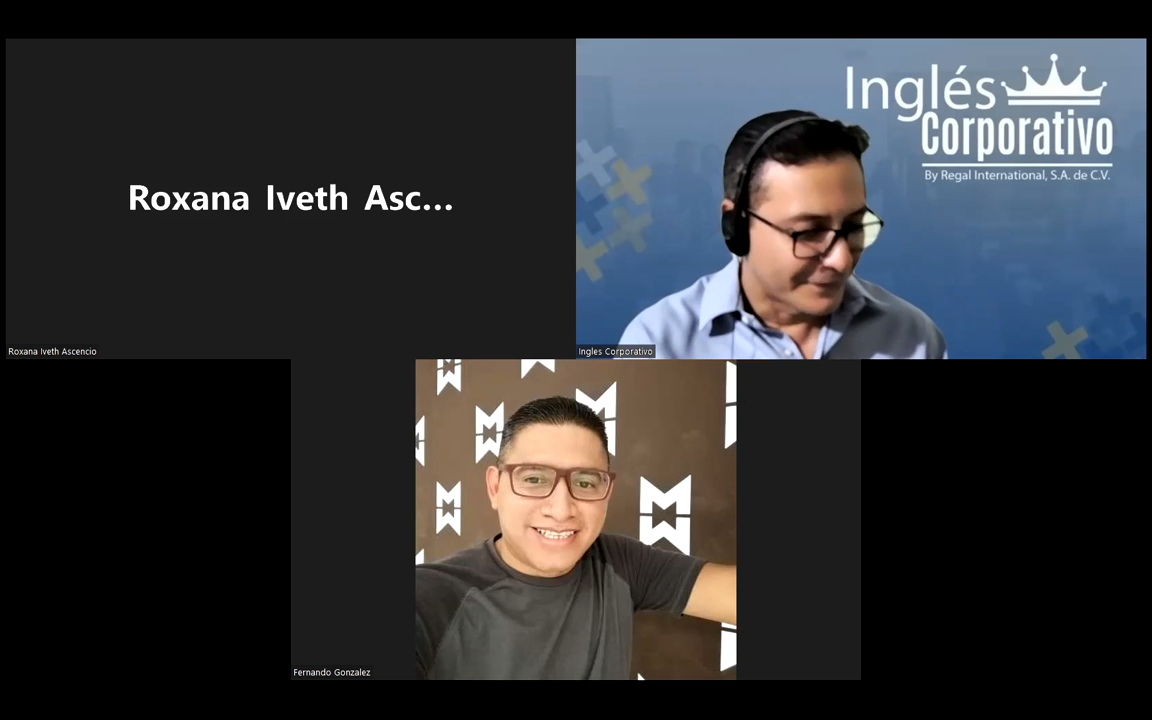 Roxana Iveth Asc...
Roxana Iveth Ascencio
Inglés
Corporativo
By Regal International, S.A. de C.V.
Ingles Corporativo
Fernando Gonzalez